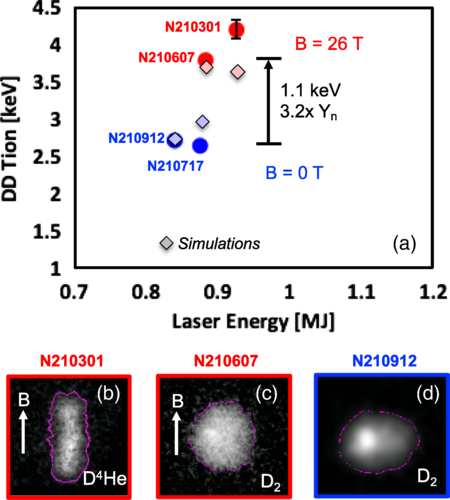 4.5
4
3.5
3
2.5
2
1.5
1
DD Tion [keV]
N210301
N210607
N210912
N210717
B = 26 T
1.1 keV
3.2x Yn
B = 0 T
Simulations
(a)
0.7 0.8 0.9 1 1.1 1.2
Laser Energy [MJ]
N210301 N210607 N210912
B (b) D⁴He
B (c) D₂
(d) D₂